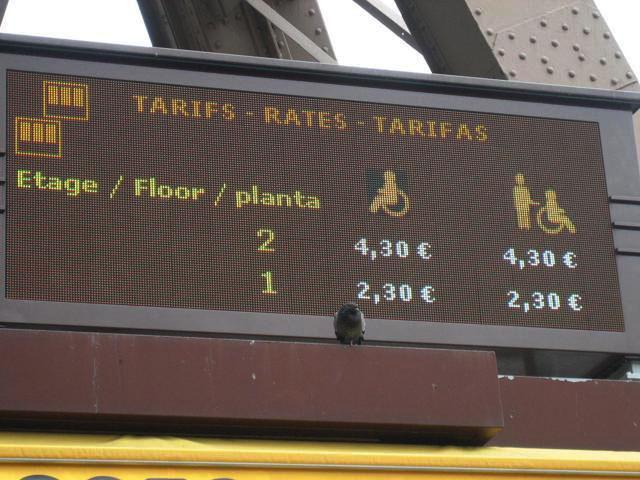 TARIFS - RATES - TARIFAS
Etage / Floor / planta
2 4,30 € 4,30 €
1 2,30 € 2,30 €